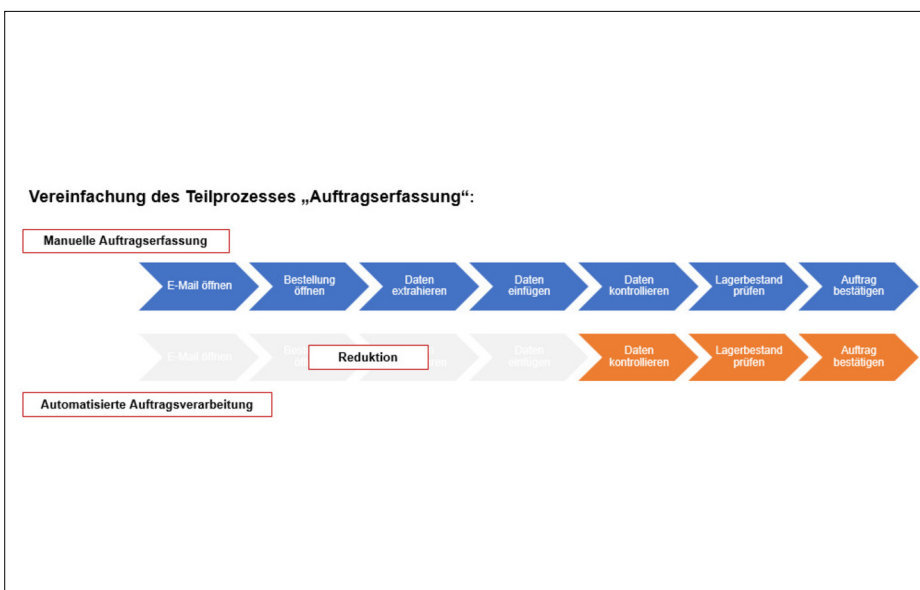 Vereinfachung des Teilprozesses „Auftragserfassung“:
Manuelle Auftragserfassung
E-Mail öffnen
Bestellung
öffnen
Daten
extrahieren
Daten
einfügen
Daten
kontrollieren
Lagerbestand
prüfen
Auftrag
bestätigen
E-Mail öffnen
Reduktion
Daten
einfügen
Daten
kontrollieren
Lagerbestand
prüfen
Auftrag
bestätigen
Automatisierte Auftragsverarbeitung